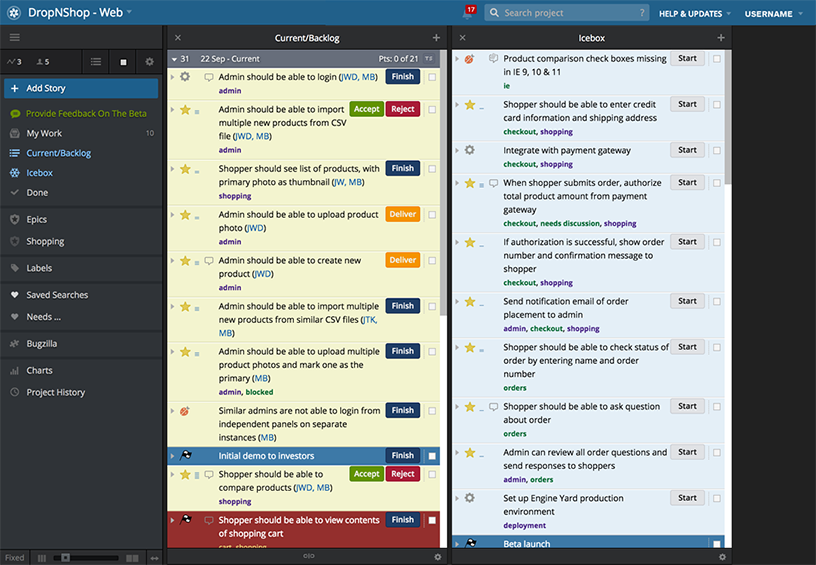 DropNShop - Web
17
Search project
?
HELP & UPDATES
USERNAME
3
5
Add Story
Provide Feedback On The Beta
My Work
10
Current/Backlog
Icebox
Done
Epics
Shopping
Labels
Saved Searches
Needs ...
Bugzilla
Charts
Project History
Fixed
Current/Backlog
31
22 Sep - Current
Pts: 0 of 21
Admin should be able to login (JWD, MB)
Finish
admin
Admin should be able to import
multiple new products from CSV
file (JWD, MB)
Accept
Reject
admin
Shopper should see list of products, with
primary photo as thumbnail (JW, MB)
Finish
shopping
Admin should be able to upload product
photo (JWD)
Deliver
admin
Admin should be able to create new
product (JWD)
Deliver
admin
Admin should be able to import multiple
new products from similar CSV files (JTK,
MB)
Finish
Admin should be able to upload multiple
product photos and mark one as the
primary (MB)
Finish
admin, blocked
Similar admins are not able to login from
independent panels on separate
instances (MB)
Finish
Initial demo to investors
Finish
Shopper should be able to
compare products (JWD, MB)
Accept
Reject
shopping
Shopper should be able to view contents
of shopping cart
Finish
cart, shopping
Icebox
Product comparison check boxes missing
in IE 9, 10 & 11
Start
ie
Shopper should be able to enter credit
card information and shipping address
Start
checkout, shopping
Integrate with payment gateway
Start
checkout, shopping
When shopper submits order, authorize
total product amount from payment
gateway
Start
checkout, needs discussion, shopping
If authorization is successful, show order
number and confirmation message to
shopper
Start
checkout, shopping
Send notification email of order
placement to admin
Start
admin, checkout, shopping
Shopper should be able to check status of
order by entering name and order
number
Start
orders
Shopper should be able to ask question
about order
Start
orders
Admin can review all order questions and
send responses to shoppers
Start
admin, orders
Set up Engine Yard production
environment
Start
deployment
Beta launch